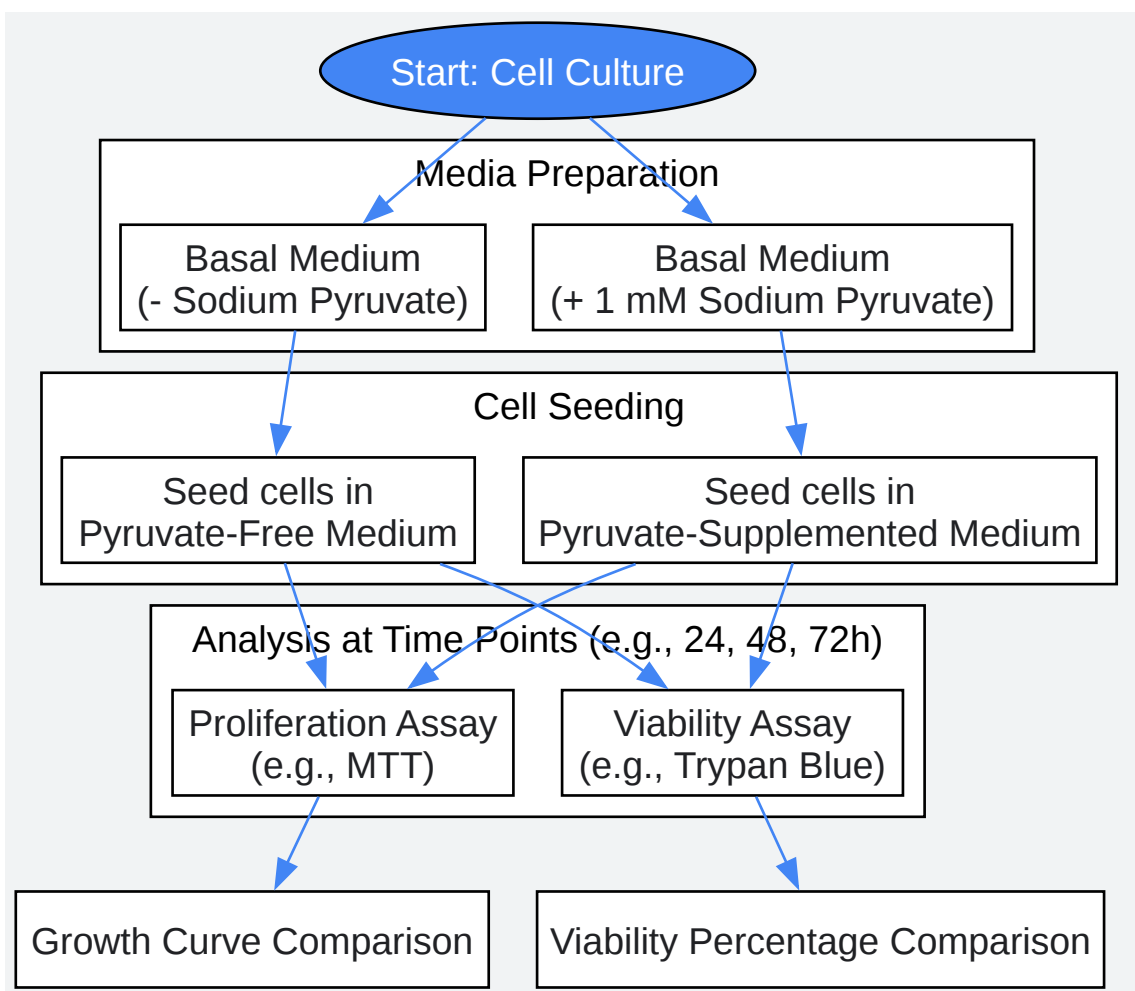 Start: Cell Culture
Media Preparation
Basal Medium
(- Sodium Pyruvate)
Basal Medium
(+ 1 mM Sodium Pyruvate)
Cell Seeding
Seed cells in
Pyruvate-Free Medium
Seed cells in
Pyruvate-Supplemented Medium
Analysis at Time Points (e.g., 24, 48, 72h)
Proliferation Assay
(e.g., MTT)
Viability Assay
(e.g., Trypan Blue)
Growth Curve Comparison
Viability Percentage Comparison